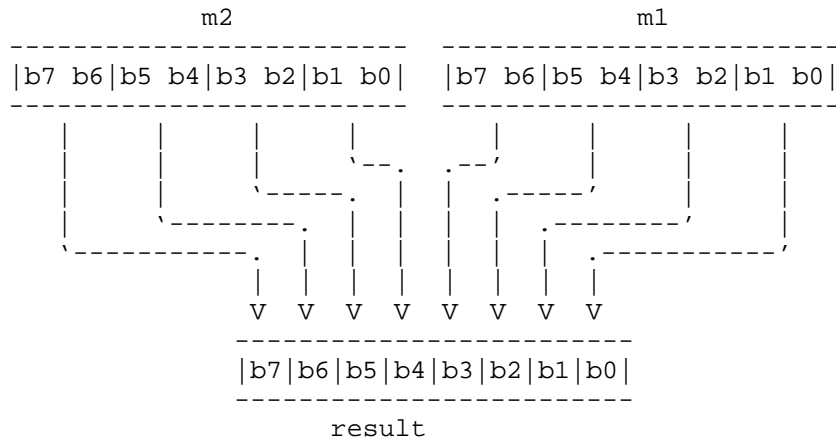 m2 m1
-------------------------- --------------------------
|b7 b6|b5 b4|b3 b2|b1 b0| |b7 b6|b5 b4|b3 b2|b1 b0|
-------------------------- --------------------------
| | | | | | | |
| | | '--. .--' | | |
| | '-----. | | .-----' | |
| '--------. | | | | .--------' |
'-----------. | | | | | | .-----------'
| | | | | | | |
V V V V V V V V
-------------------------
|b7|b6|b5|b4|b3|b2|b1|b0|
-------------------------
result